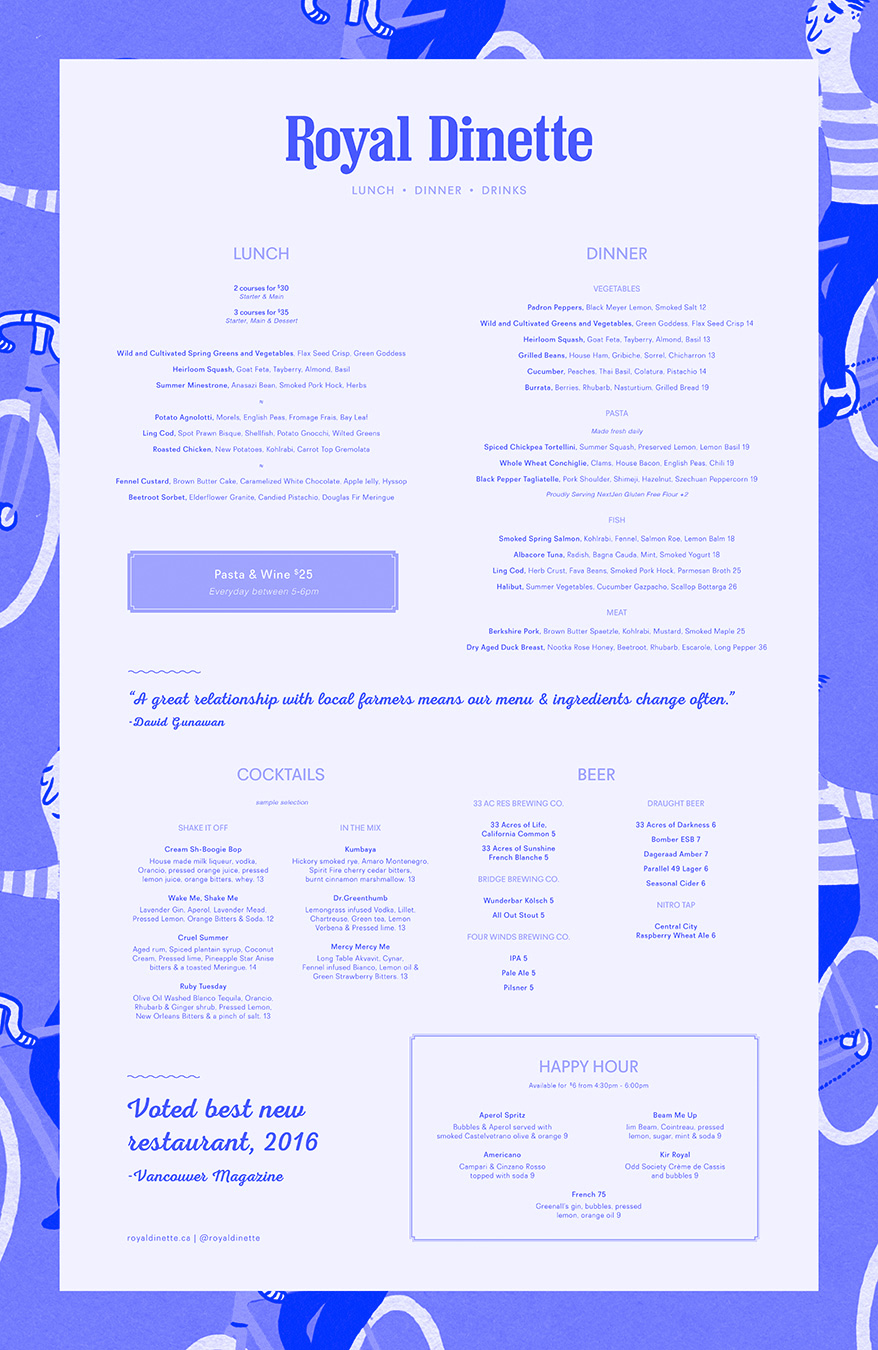 Royal Dinette
LUNCH • DINNER • DRINKS
LUNCH
2 courses for $30
Starter & Main
3 courses for $35
Starter, Main & Dessert
Wild and Cultivated Spring Greens and Vegetables, Flax Seed Crisp, Green Goddess
Heirloom Squash, Goat Feta, Tayberry, Almond, Basil
Summer Minestrone, Anasazi Bean, Smoked Pork Hock, Herbs
Potato Agnolotti, Morels, English Peas, Fromage Frais, Bay Leaf
Ling Cod, Spot Prawn Bisque, Shellfish, Potato Gnocchi, Wilted Greens
Roasted Chicken, New Potatoes, Kohlrabi, Carrot Top Gremolata
Fennel Custard, Brown Butter Cake, Caramelized White Chocolate, Apple Jelly, Hyssop
Beetroot Sorbet, Elderflower Granite, Candied Pistachio, Douglas Fir Meringue
Pasta & Wine $25
Everyday between 5-6pm
DINNER
VEGETABLES
Padron Peppers, Black Meyer Lemon, Smoked Salt 12
Wild and Cultivated Greens and Vegetables, Green Goddess, Flax Seed Crisp 14
Heirloom Squash, Goat Feta, Tayberry, Almond, Basil 13
Grilled Beans, House Ham, Gribiche, Sorrel, Chicharron 13
Cucumber, Peaches, Thai Basil, Colatura, Pistachio 14
Burrata, Berries, Rhubarb, Nasturtium, Grilled Bread 19
PASTA
Made fresh daily
Spiced Chickpea Tortellini, Summer Squash, Preserved Lemon, Lemon Basil 19
Whole Wheat Conchiglie, Clams, House Bacon, English Peas, Chili 19
Black Pepper Tagliatelle, Pork Shoulder, Shimeji, Hazelnut, Szechuan Peppercorn 19
Proudly Serving NextJen Gluten Free Flour +2
FISH
Smoked Spring Salmon, Kohlrabi, Fennel, Salmon Roe, Lemon Balm 18
Albacore Tuna, Radish, Bagna Cauda, Mint, Smoked Yogurt 18
Ling Cod, Herb Crust, Fava Beans, Smoked Pork Hock, Parmesan Broth 25
Halibut, Summer Vegetables, Cucumber Gazpacho, Scallop Bottarga 26
MEAT
Berkshire Pork, Brown Butter Spaetzle, Kohlrabi, Mustard, Smoked Maple 25
Dry Aged Duck Breast, Nootka Rose Honey, Beetroot, Rhubarb, Escarole, Long Pepper 36
“A great relationship with local farmers means our menu & ingredients change often.”
-David Gunawan
COCKTAILS
sample selection
SHAKE IT OFF
Cream Sh-Boogie Bop
House made milk liqueur, vodka,
Orancio, pressed orange juice, pressed
lemon juice, orange bitters, whey. 13
Wake Me, Shake Me
Lavender Gin, Aperol, Lavender Mead,
Pressed Lemon, Orange Bitters & Soda. 12
Cruel Summer
Aged rum, Spiced plantain syrup, Coconut
Cream, Pressed lime, Pineapple Star Anise
bitters & a toasted Meringue. 14
Ruby Tuesday
Olive Oil Washed Blanco Tequila, Orancio,
Rhubarb & Ginger shrub, Pressed Lemon,
New Orleans Bitters & a pinch of salt. 13
IN THE MIX
Kumbaya
Hickory smoked rye, Amaro Montenegro,
Spirit Fire cherry cedar bitters,
burnt cinnamon marshmallow. 13
Dr.Greenthumb
Lemongrass infused Vodka, Lillet,
Chartreuse, Green tea, Lemon
Verbena & Pressed lime. 13
Mercy Mercy Me
Long Table Akvavit, Cynar,
Fennel infused Bianco, Lemon oil &
Green Strawberry Bitters. 13
BEER
33 AC RES BREWING CO.
33 Acres of Life,
California Common 5
33 Acres of Sunshine
French Blanche 5
BRIDGE BREWING CO.
Wunderbar Kölsch 5
All Out Stout 5
FOUR WINDS BREWING CO.
IPA 5
Pale Ale 5
Pilsner 5
DRAUGHT BEER
33 Acres of Darkness 6
Bomber ESB 7
Dageraad Amber 7
Parallel 49 Lager 6
Seasonal Cider 6
NITRO TAP
Central City
Raspberry Wheat Ale 6
Voted best new
restaurant, 2016
-Vancouver Magazine
royaldinette.ca | @royaldinette
HAPPY HOUR
Available for $6 from 4:30pm - 6:00pm
Aperol Spritz
Bubbles & Aperol served with
smoked Castelvetrano olive & orange 9
Americano
Campari & Cinzano Rosso
topped with soda 9
Beam Me Up
Jim Beam, Cointreau, pressed
lemon, sugar, mint & soda 9
Kir Royal
Odd Society Crème de Cassis
and bubbles 9
French 75
Greenall's gin, bubbles, pressed
lemon, orange oil 9